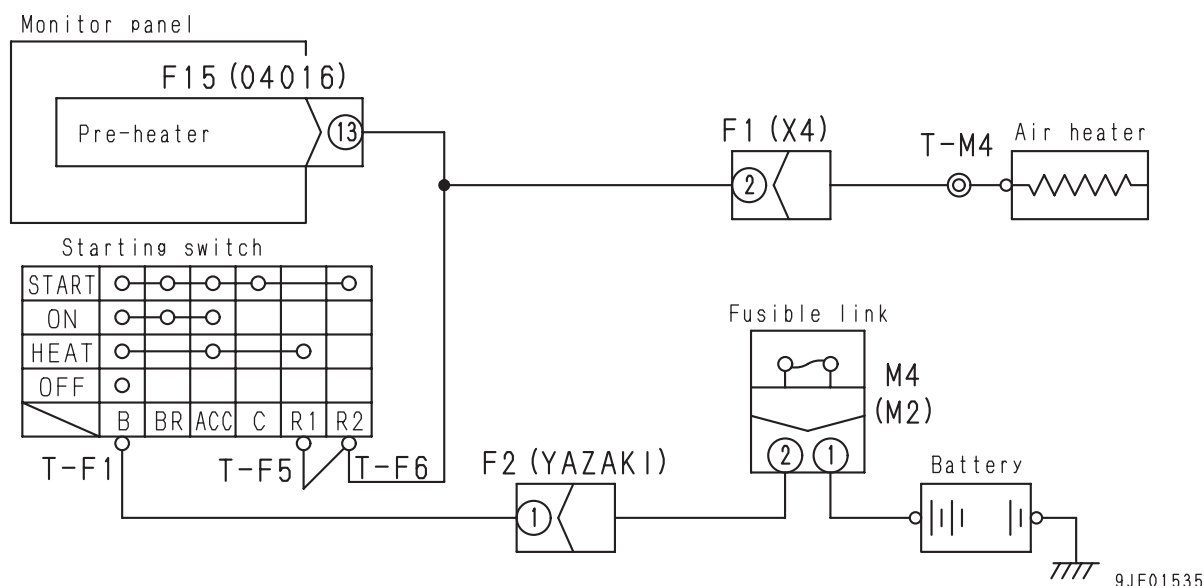 Monitor panel
F15 (04016)
Pre-heater
13
F1 (X4)
2
T-M4
Air heater
Starting switch
START
ON
HEAT
OFF
B BR ACC C R1 R2
T-F1
T-F5
T-F6
F2 (YAZAKI)
1
Fusible link
M4
(M2)
2 1
Battery
9JF01535